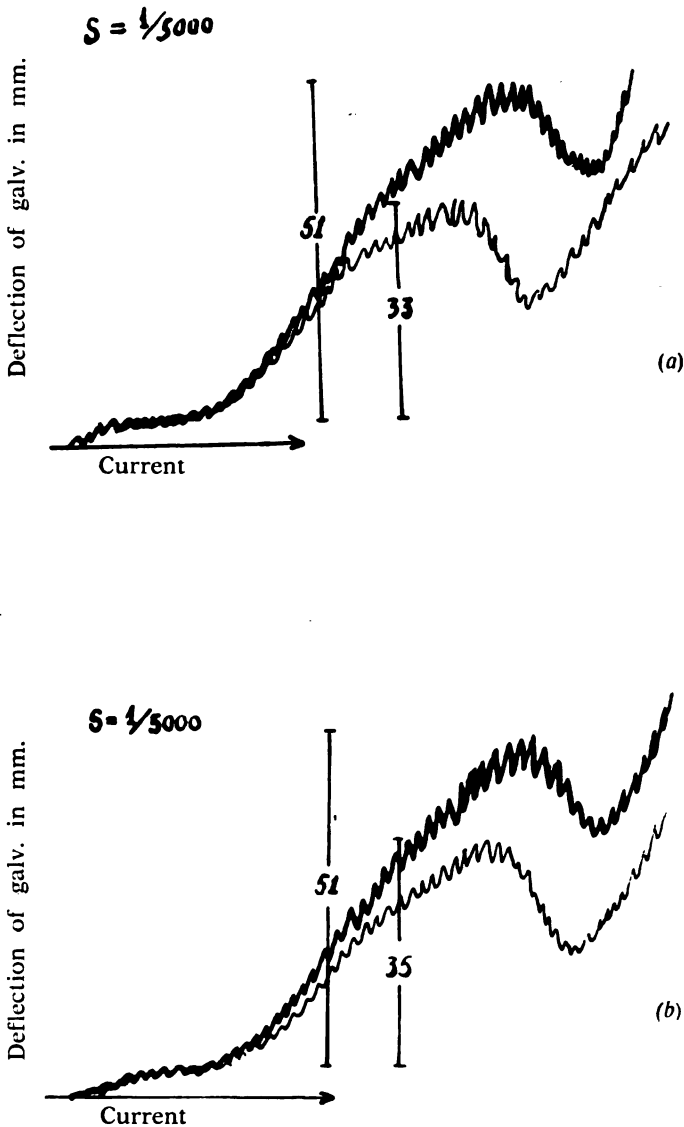 S = 1/5000
Deflection of galv. in mm.
51
33
(a)
Current
S = 1/5000
Deflection of galv. in mm.
51
35
(b)
Current